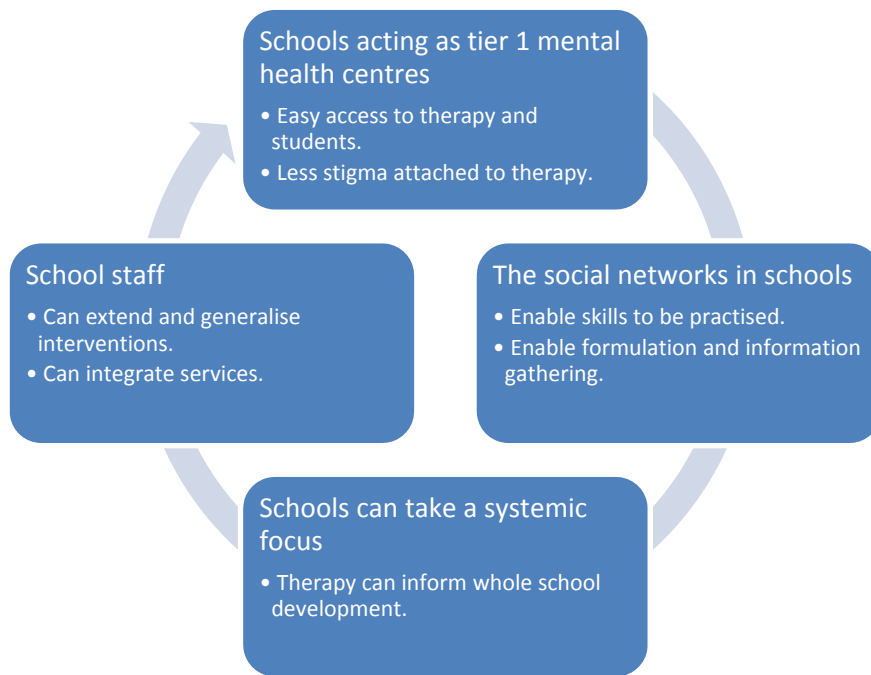 Schools acting as tier 1 mental
health centres
• Easy access to therapy and
students.
• Less stigma attached to therapy.
The social networks in schools
• Enable skills to be practised.
• Enable formulation and information
gathering.
Schools can take a systemic
focus
• Therapy can inform whole school
development.
School staff
• Can extend and generalise
interventions.
• Can integrate services.